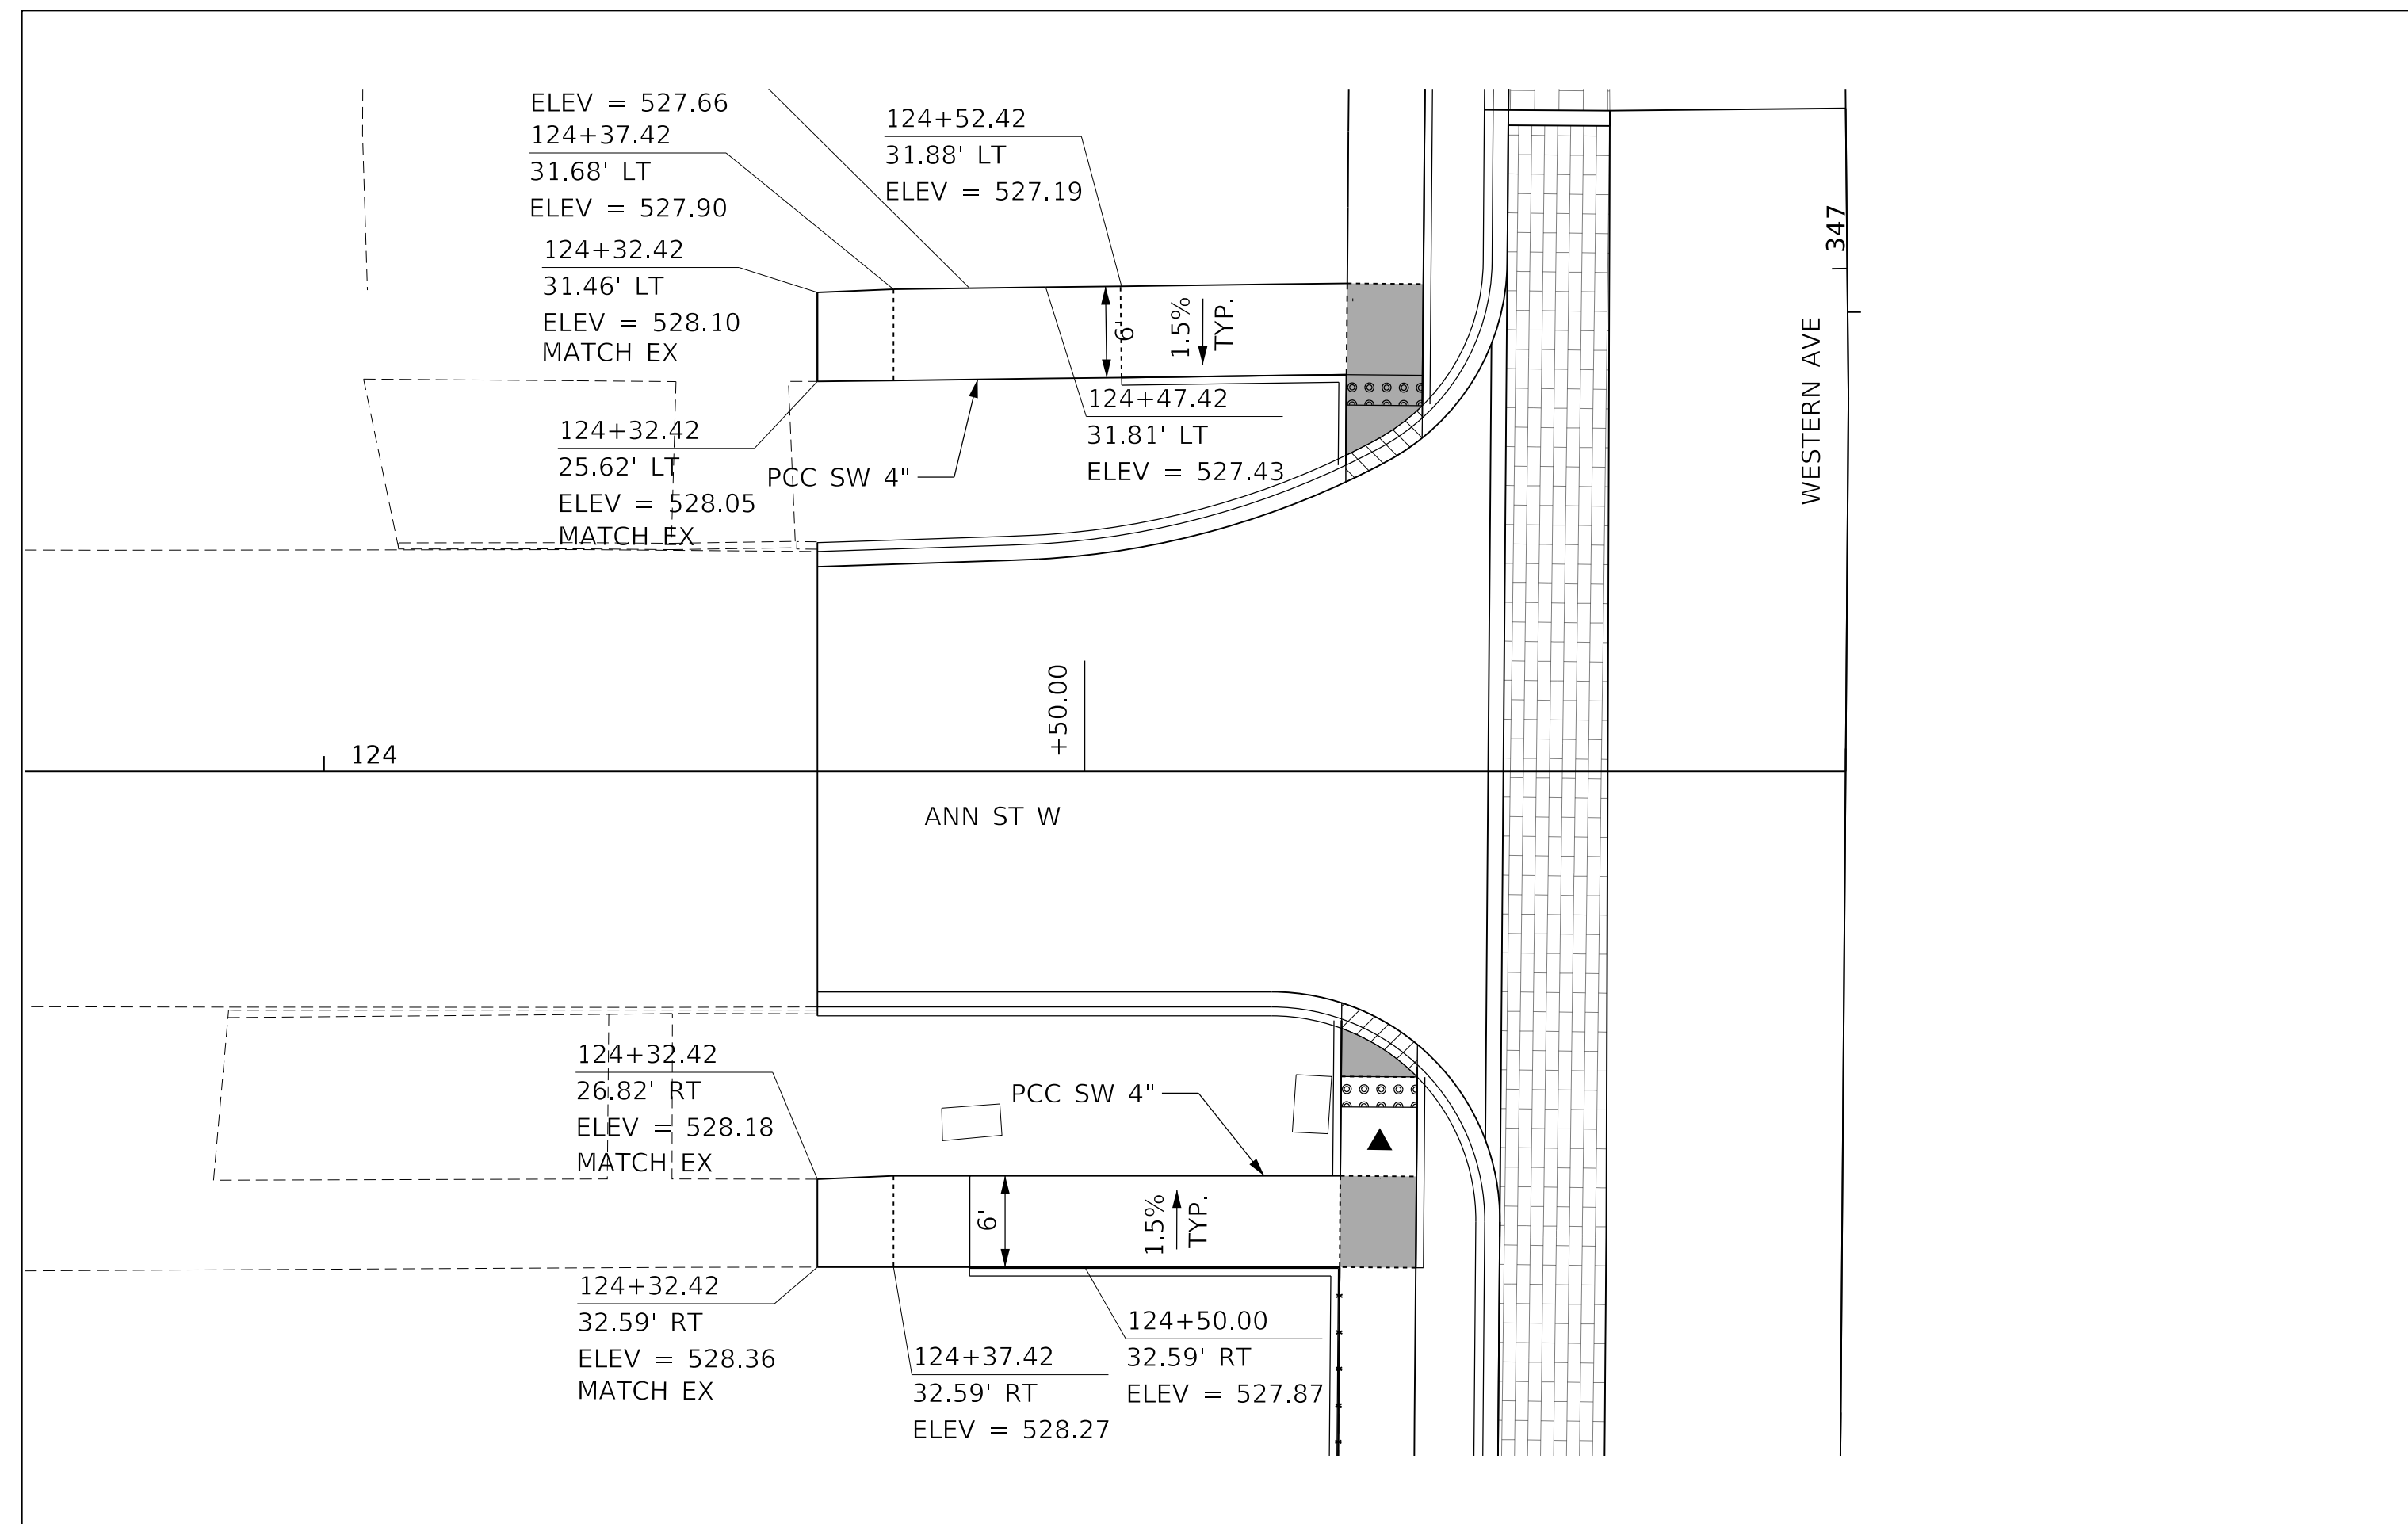 ELEV = 527.66
124+37.42
31.68' LT
ELEV = 527.90
124+52.42
31.88' LT
ELEV = 527.19
124+32.42
31.46' LT
ELEV = 528.10
MATCH EX
6'
1.5%
TYP.
347
WESTERN AVE
124+32.42
25.62' LT
ELEV = 528.05
MATCH EX
PCC SW 4"
124+47.42
31.81' LT
ELEV = 527.43
+50.00
124
ANN ST W
124+32.42
26.82' RT
ELEV = 528.18
MATCH EX
PCC SW 4"
6'
1.5%
TYP.
124+32.42
32.59' RT
ELEV = 528.36
MATCH EX
124+37.42
32.59' RT
ELEV = 528.27
124+50.00
32.59' RT
ELEV = 527.87